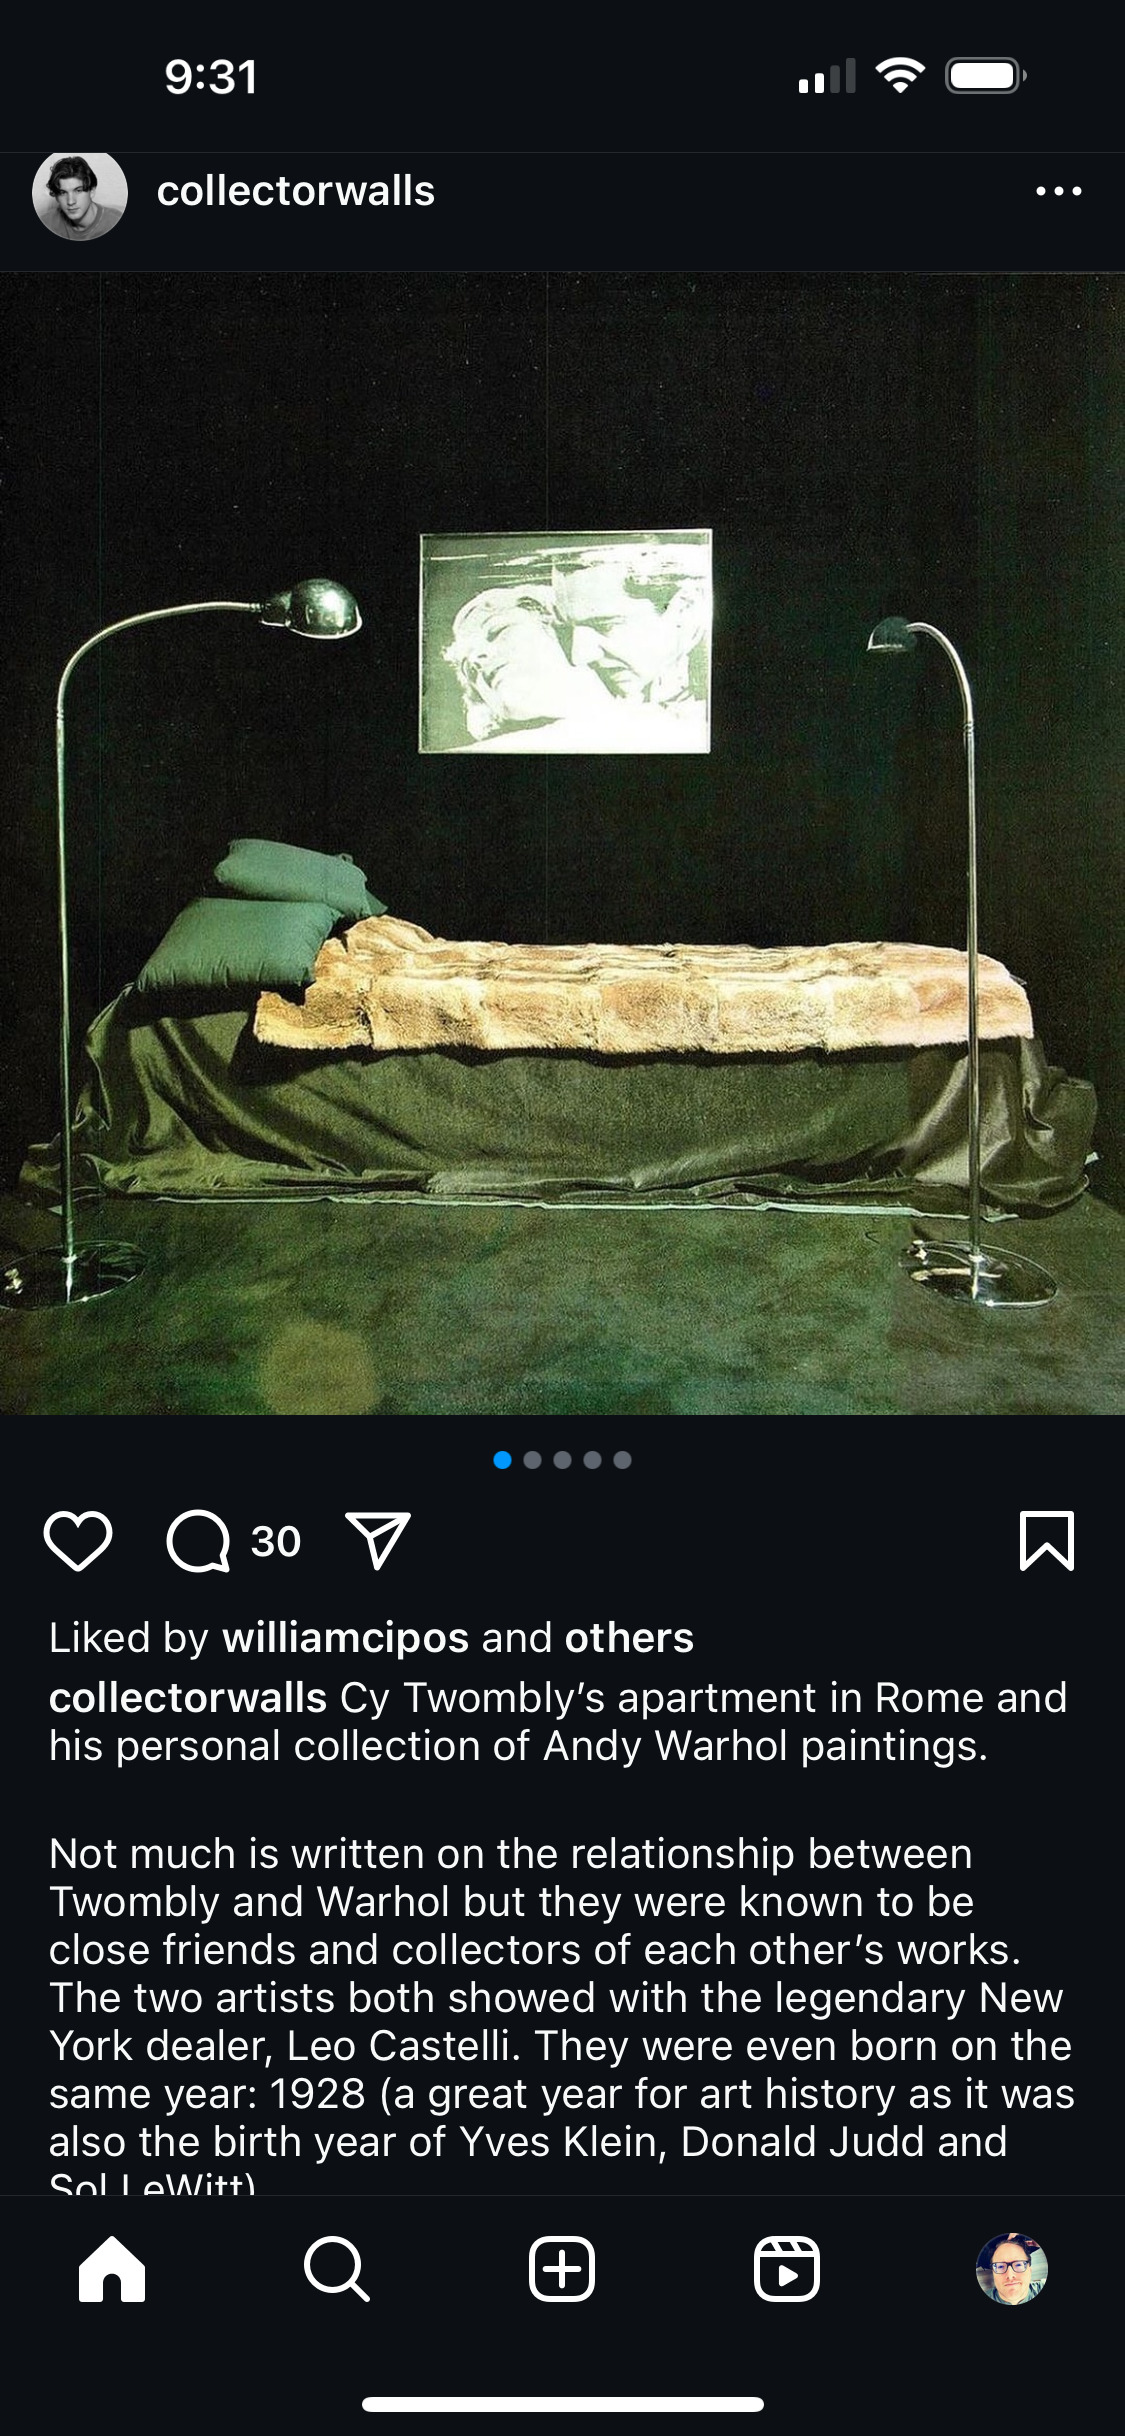 9:31
collectorwalls
30
Liked by williamcipos and others
collectorwalls Cy Twombly’s apartment in Rome and
his personal collection of Andy Warhol paintings.
Not much is written on the relationship between
Twombly and Warhol but they were known to be
close friends and collectors of each other’s works.
The two artists both showed with the legendary New
York dealer, Leo Castelli. They were even born on the
same year: 1928 (a great year for art history as it was
also the birth year of Yves Klein, Donald Judd and
Sol LeWitt)